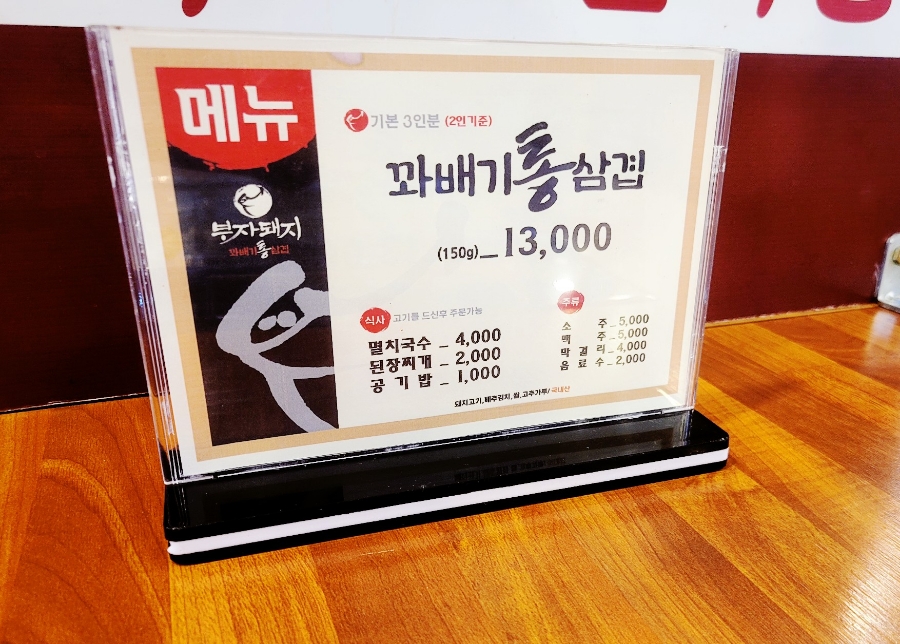 메뉴
부자돼지
꽈배기통삼겹
기본 3인분 (2인기준)
꽈배기통삼겹
(150g)_13,000
식사 고기를 드신후 주문가능
멸치국수 _ 4,000
된장찌개 _ 2,000
공기밥 _ 1,000
주류
소주_5,000
맥주_5,000
막걸리_4,000
음료수_2,000
돼지고기,배추김치,쌀,고추가루/국내산